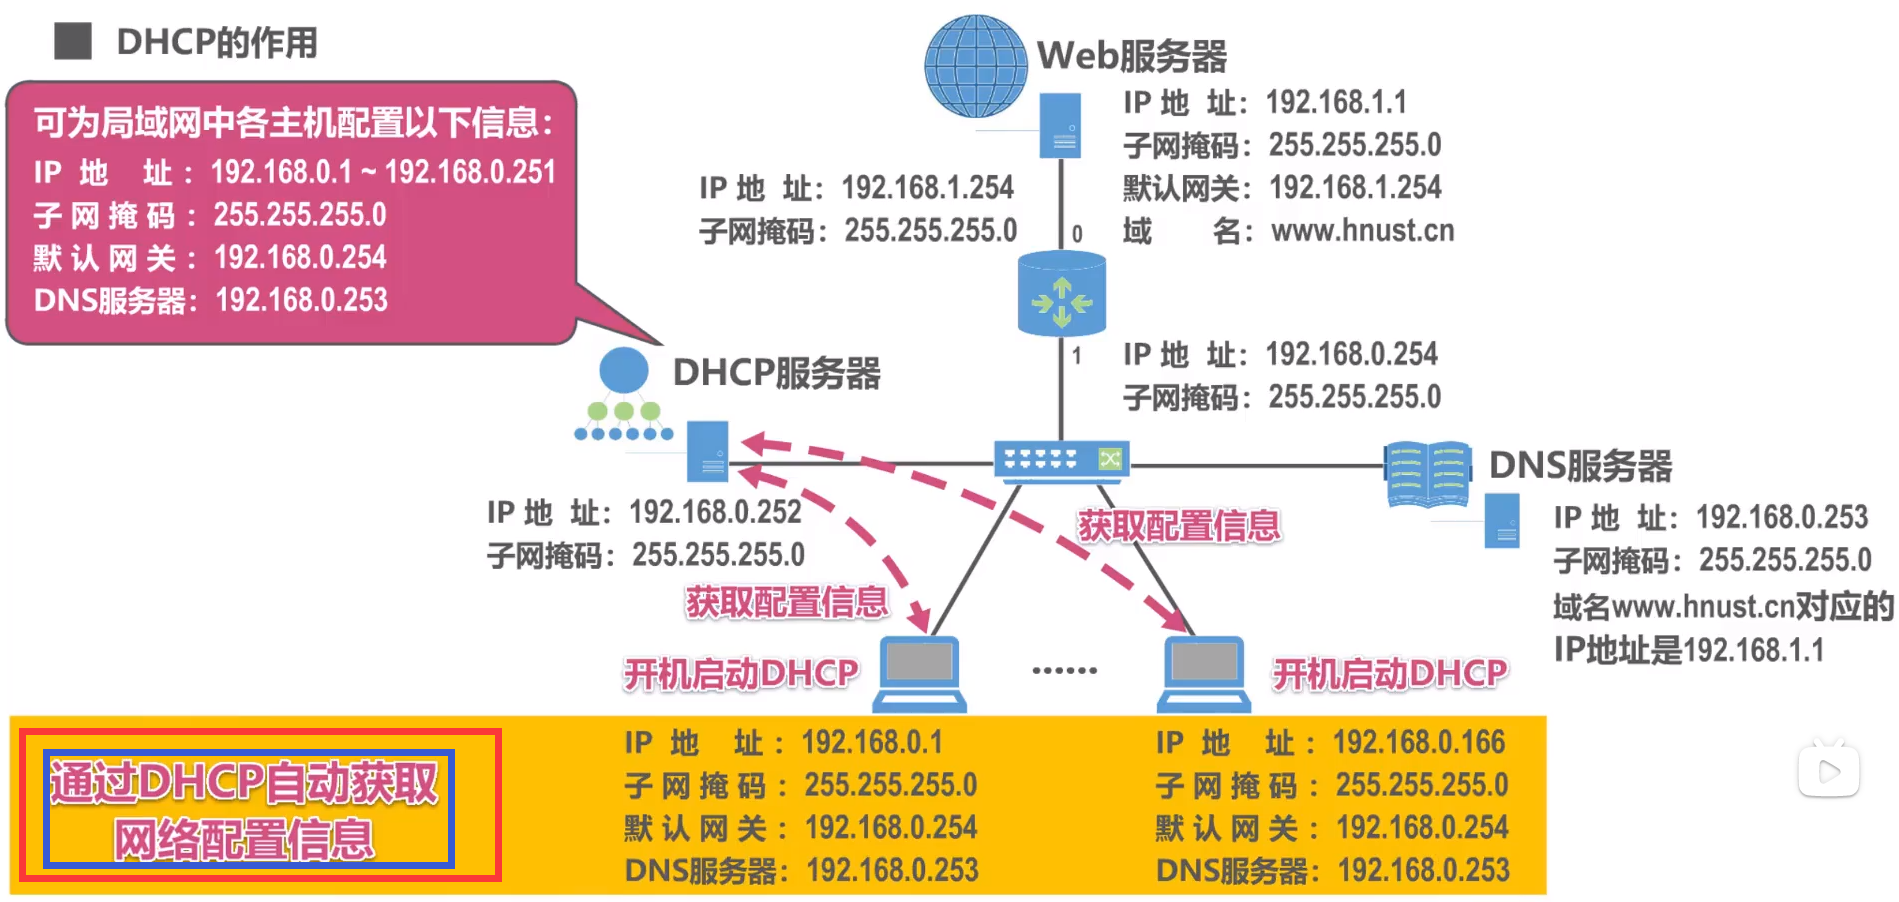 DHCP的作用
可为局域网中各主机配置以下信息：
IP 地 址：192.168.0.1 ~ 192.168.0.251
子网掩码：255.255.255.0
默认网关：192.168.0.254
DNS服务器：192.168.0.253
Web服务器
IP 地 址：192.168.1.1
子网掩码：255.255.255.0
默认网关：192.168.1.254
域 名：www.hnust.cn
IP 地 址：192.168.1.254
子网掩码：255.255.255.0
0
1
IP 地 址：192.168.0.254
子网掩码：255.255.255.0
DHCP服务器
IP 地 址：192.168.0.252
子网掩码：255.255.255.0
DNS服务器
IP 地 址：192.168.0.253
子网掩码：255.255.255.0
域名www.hnust.cn对应的
IP地址是192.168.1.1
获取配置信息
获取配置信息
开机启动DHCP
······
开机启动DHCP
通过DHCP自动获取
网络配置信息
IP 地 址：192.168.0.1
子网掩码：255.255.255.0
默认网关：192.168.0.254
DNS服务器：192.168.0.253
IP 地 址：192.168.0.166
子网掩码：255.255.255.0
默认网关：192.168.0.254
DNS服务器：192.168.0.253